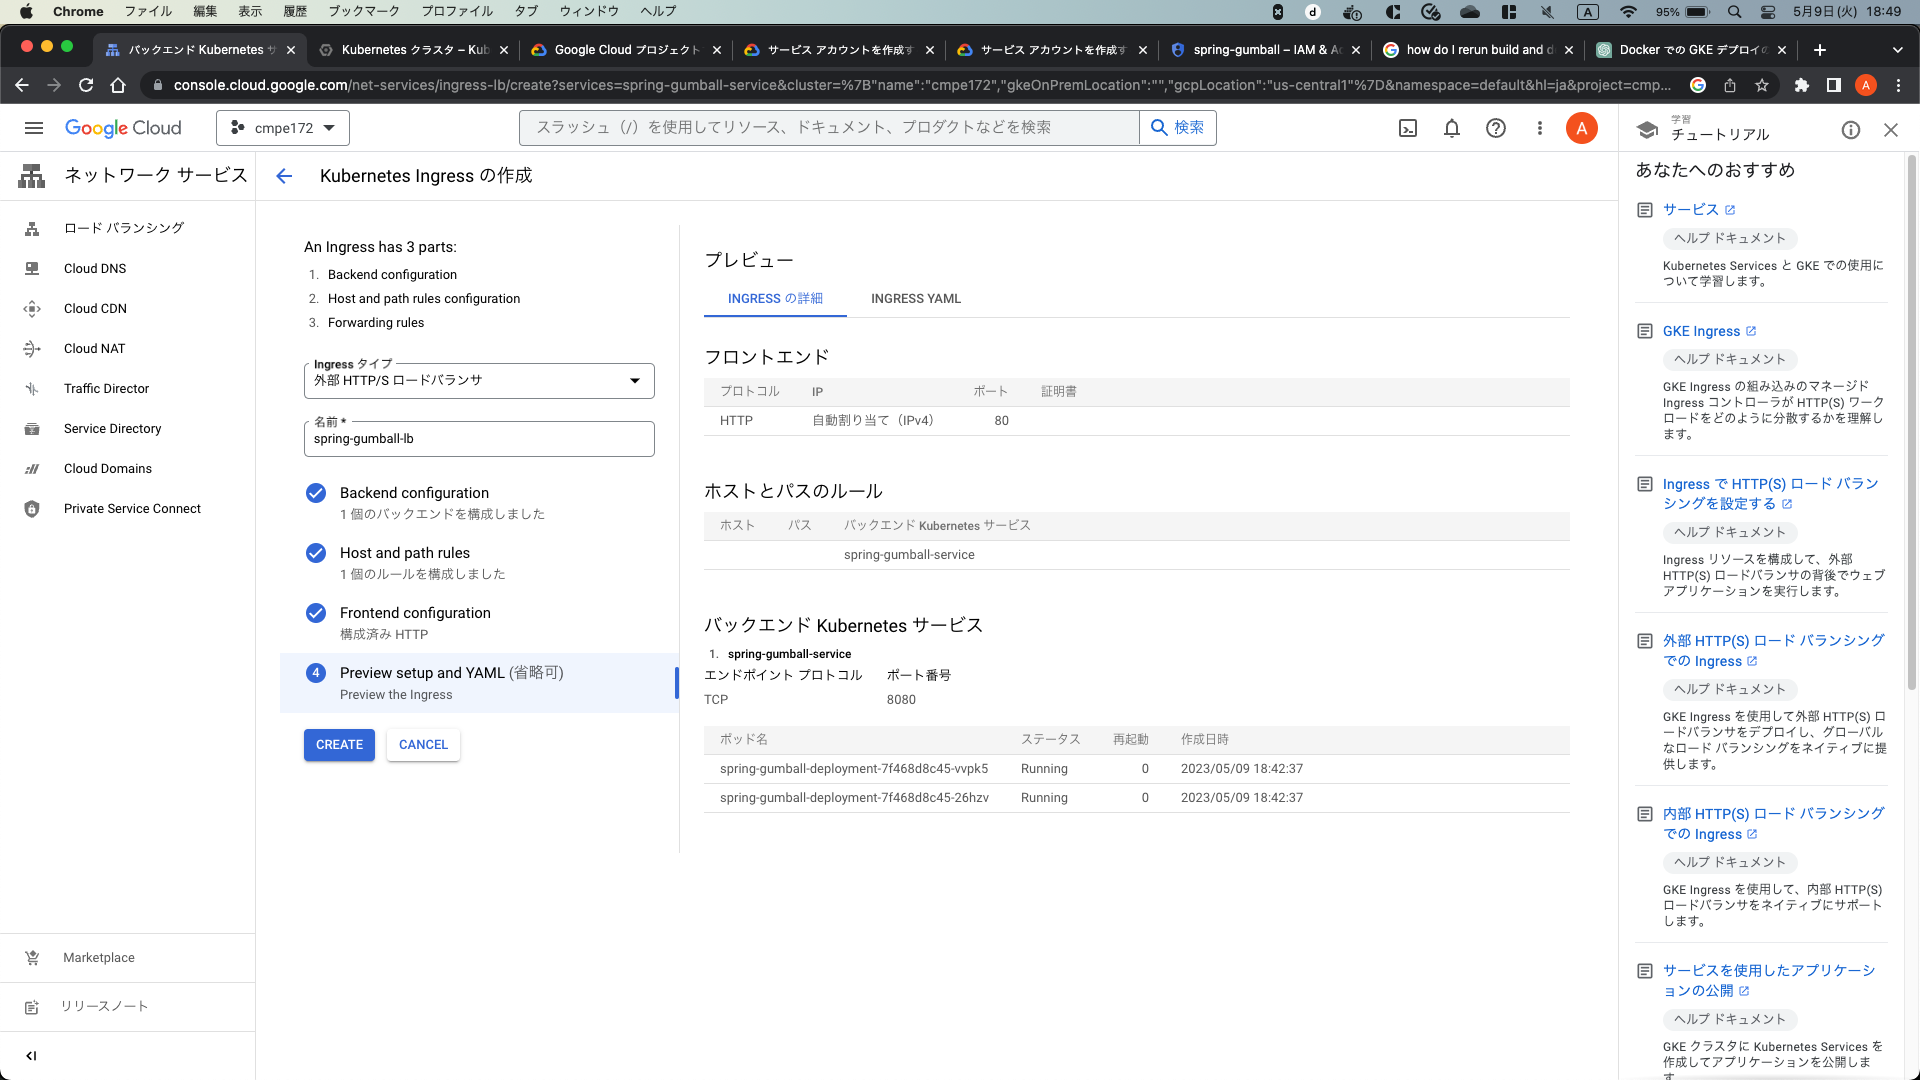 Chrome ファイル 編集 表示 履歴 ブックマーク プロファイル タブ ウィンドウ ヘルプ
A 95% 5月9日(火) 18:49
バックエンド Kubernetes サ
Kubernetes クラスタ – Kub
Google Cloud プロジェクト
サービス アカウントを作成す
サービス アカウントを作成す
spring-gumball – IAM & Ad
how do I rerun build and de
Docker での GKE デプロイの
console.cloud.google.com/net-services/ingress-lb/create?services=spring-gumball-service&cluster=%7B"name":"cmpe172","gkeOnPremLocation":"","gcpLocation":"us-central1"%7D&namespace=default&hl=ja&project=cmp...
A
Google Cloud
cmpe172
スラッシュ（/）を使用してリソース、ドキュメント、プロダクトなどを検索
検索
A
学習
チュートリアル
ネットワーク サービス
ロード バランシング
Cloud DNS
Cloud CDN
Cloud NAT
Traffic Director
Service Directory
Cloud Domains
Private Service Connect
Marketplace
リリースノート
Kubernetes Ingress の作成
An Ingress has 3 parts:
1. Backend configuration
2. Host and path rules configuration
3. Forwarding rules
Ingress タイプ
外部 HTTP/S ロードバランサ
名前 *
spring-gumball-lb
Backend configuration
1 個のバックエンドを構成しました
Host and path rules
1 個のルールを構成しました
Frontend configuration
構成済み HTTP
4 Preview setup and YAML (省略可)
Preview the Ingress
CREATE
CANCEL
プレビュー
INGRESS の詳細
INGRESS YAML
フロントエンド
プロトコル IP ポート 証明書
HTTP 自動割り当て（IPv4） 80
ホストとパスのルール
ホスト パス バックエンド Kubernetes サービス
spring-gumball-service
バックエンド Kubernetes サービス
1. spring-gumball-service
エンドポイント プロトコル ポート番号
TCP 8080
ポッド名 ステータス 再起動 作成日時
spring-gumball-deployment-7f468d8c45-vvpk5 Running 0 2023/05/09 18:42:37
spring-gumball-deployment-7f468d8c45-26hzv Running 0 2023/05/09 18:42:37
あなたへのおすすめ
サービス
ヘルプ ドキュメント
Kubernetes Services と GKE での使用に
ついて学習します。
GKE Ingress
ヘルプ ドキュメント
GKE Ingress の組み込みのマネージド
Ingress コントローラが HTTP(S) ワーク
ロードをどのように分散するかを理解し
ます。
Ingress で HTTP(S) ロード バラン
シングを設定する
ヘルプ ドキュメント
Ingress リソースを構成して、外部
HTTP(S) ロードバランサの背後でウェブ
アプリケーションを実行します。
外部 HTTP(S) ロード バランシング
での Ingress
ヘルプ ドキュメント
GKE Ingress を使用して外部 HTTP(S) ロ
ードバランサをデプロイし、グローバル
なロード バランシングをネイティブに提
供します。
内部 HTTP(S) ロード バランシング
での Ingress
ヘルプ ドキュメント
GKE Ingress を使用して、内部 HTTP(S)
ロードバランサをネイティブにサポート
します。
サービスを使用したアプリケーシ
ョンの公開
ヘルプ ドキュメント
GKE クラスタに Kubernetes Services を
作成してアプリケーションを公開しま